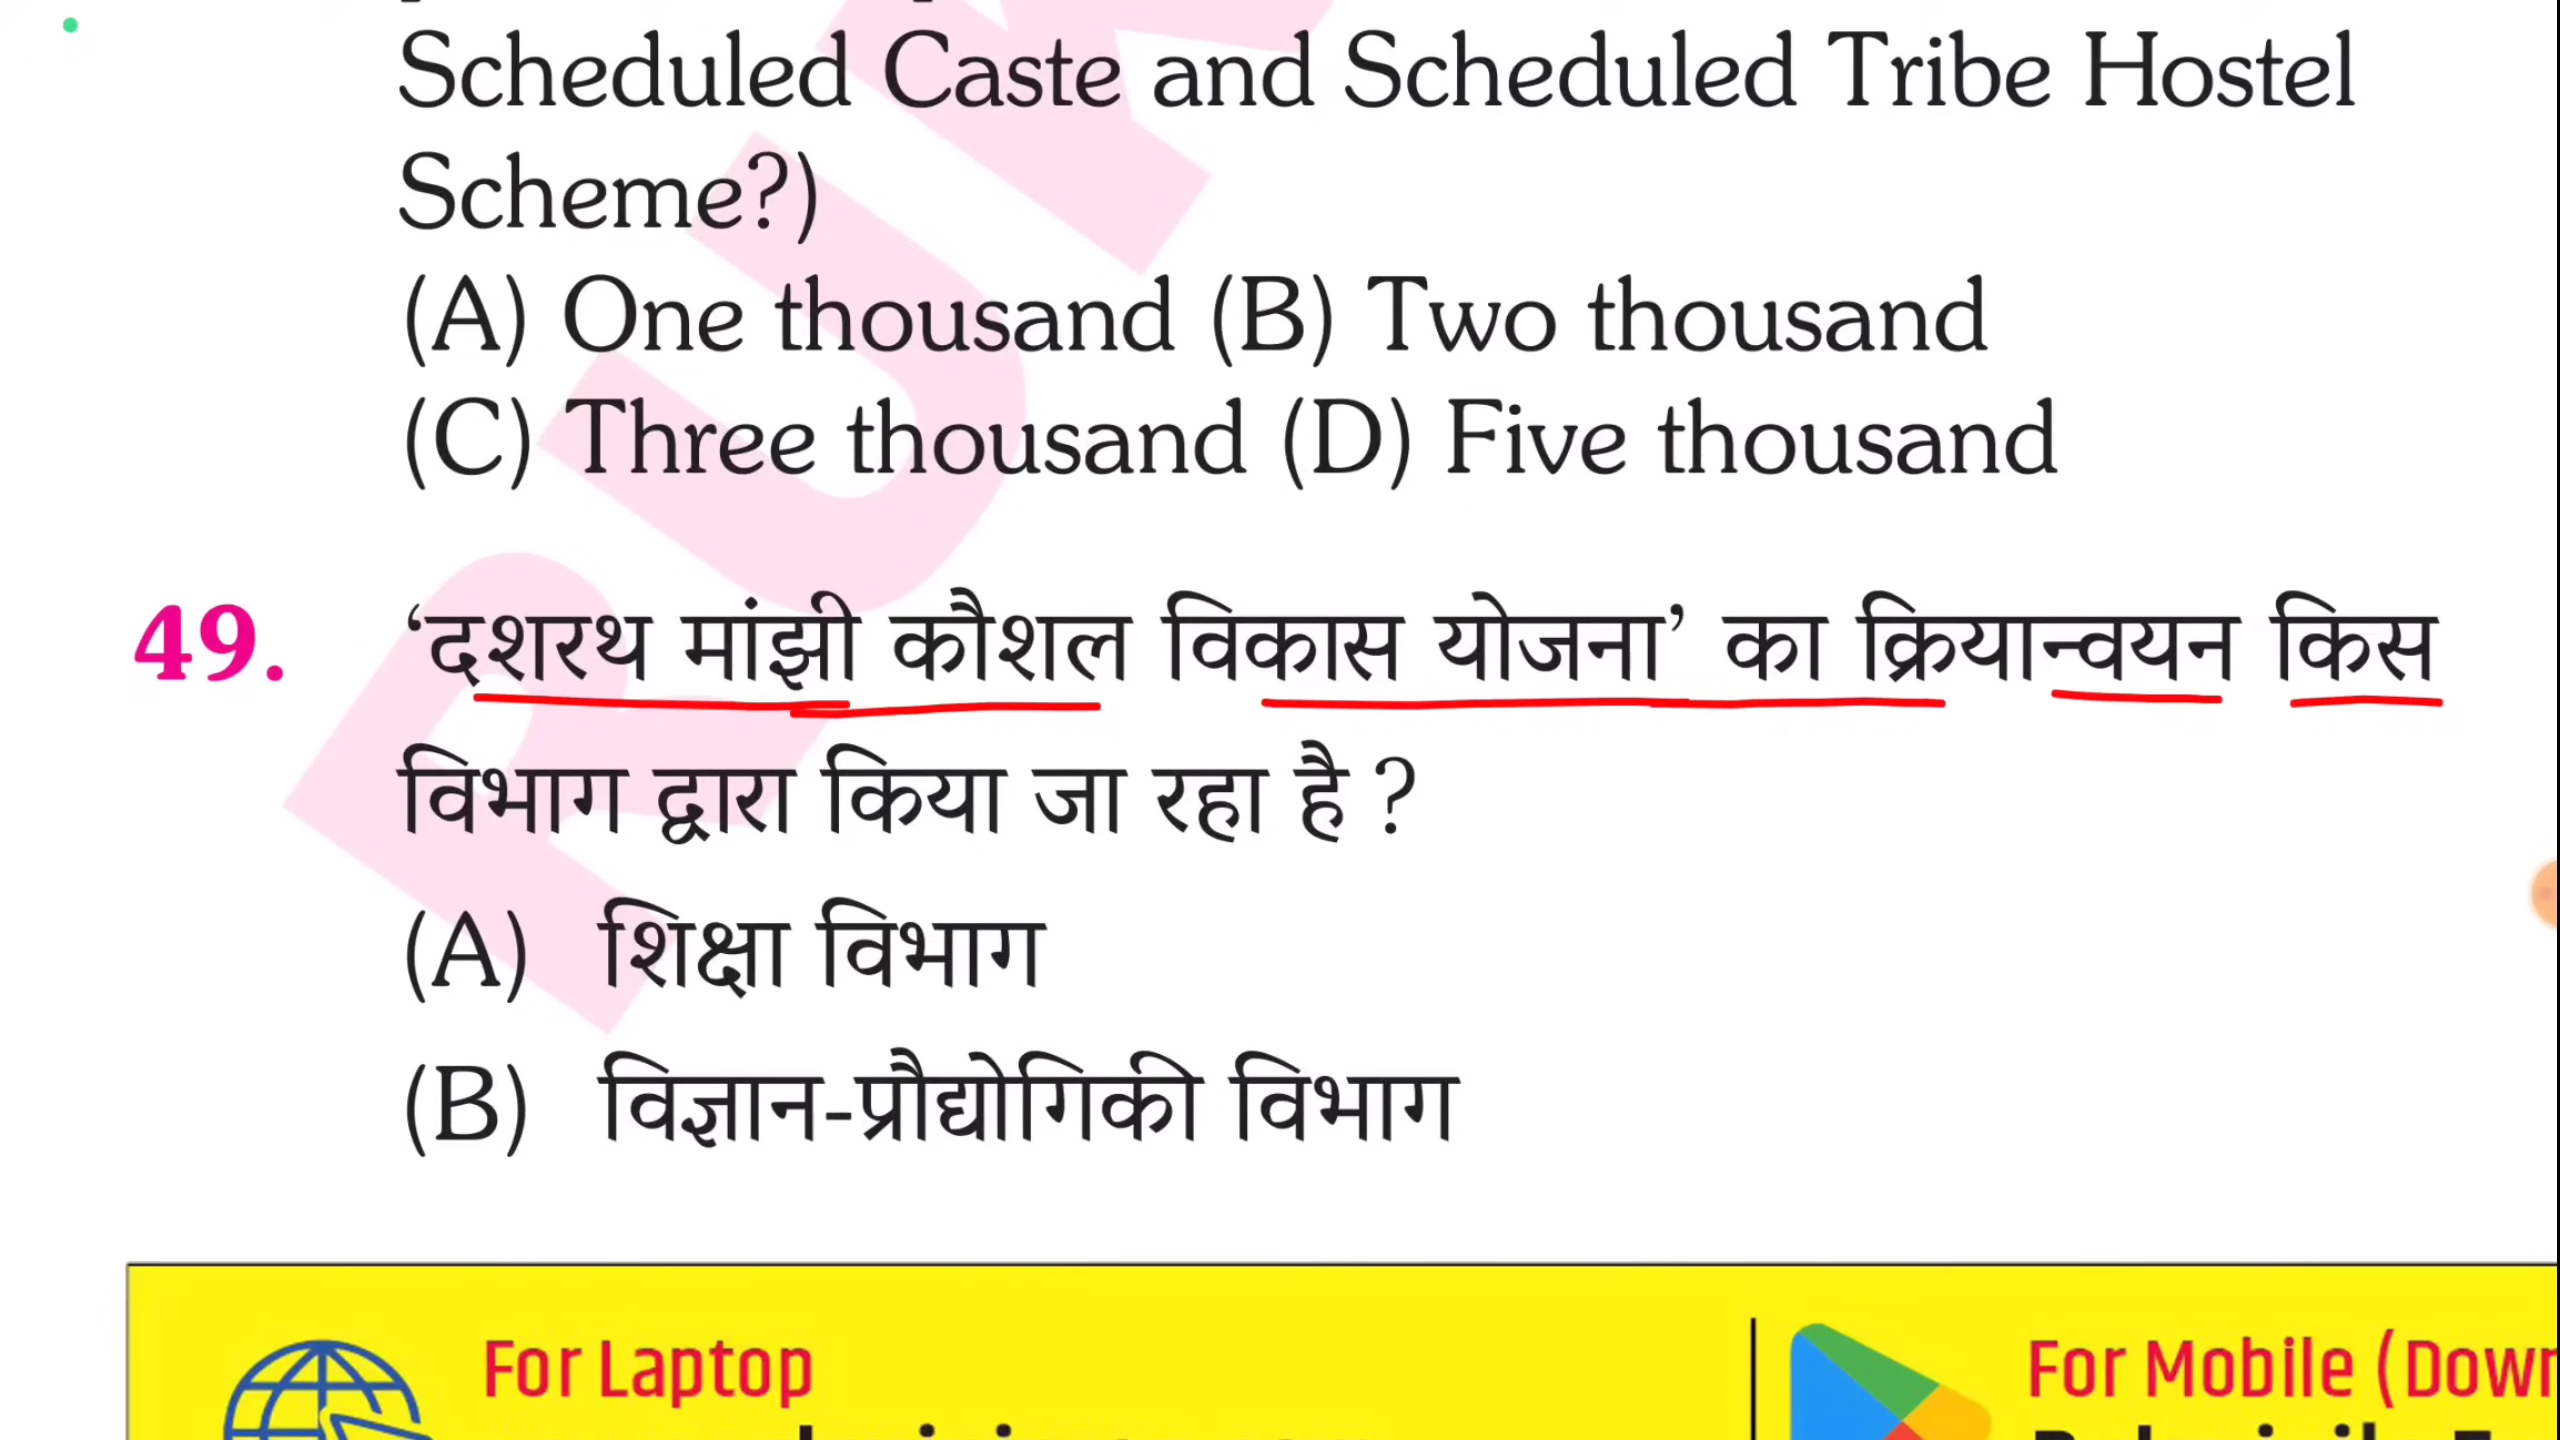 Scheduled Caste and Scheduled Tribe Hostel
Scheme?)
(A) One thousand (B) Two thousand
(C) Three thousand (D) Five thousand
49. ‘दशरथ मांझी कौशल विकास योजना’ का क्रियान्वयन किस
विभाग द्वारा किया जा रहा है ?
(A) शिक्षा विभाग
(B) विज्ञान-प्रौद्योगिकी विभाग
For Laptop
For Mobile (Down